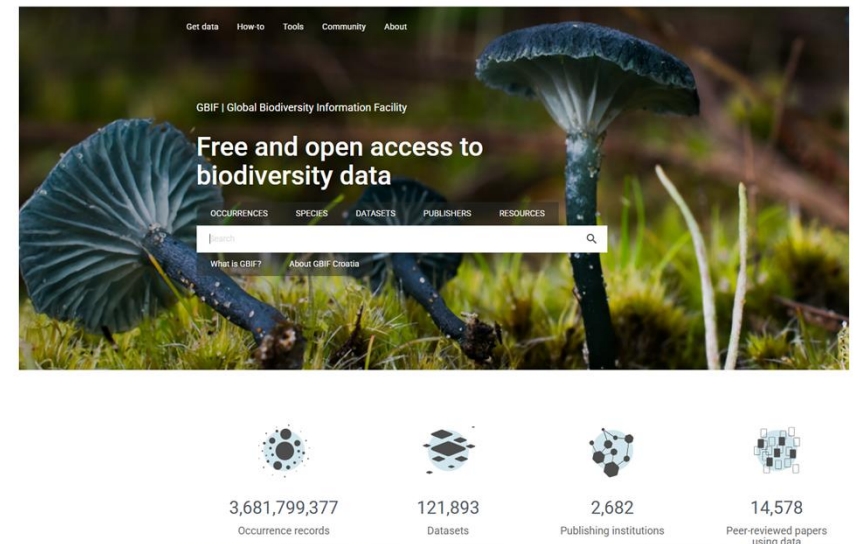 Get data How-to Tools Community About
GBIF | Global Biodiversity Information Facility
Free and open access to
biodiversity data
OCCURRENCES SPECIES DATASETS PUBLISHERS RESOURCES
Search
What is GBIF? About GBIF Croatia
3,681,799,377 121,893 2,682 14,578
Occurrence records Datasets Publishing institutions Peer-reviewed papers
using data